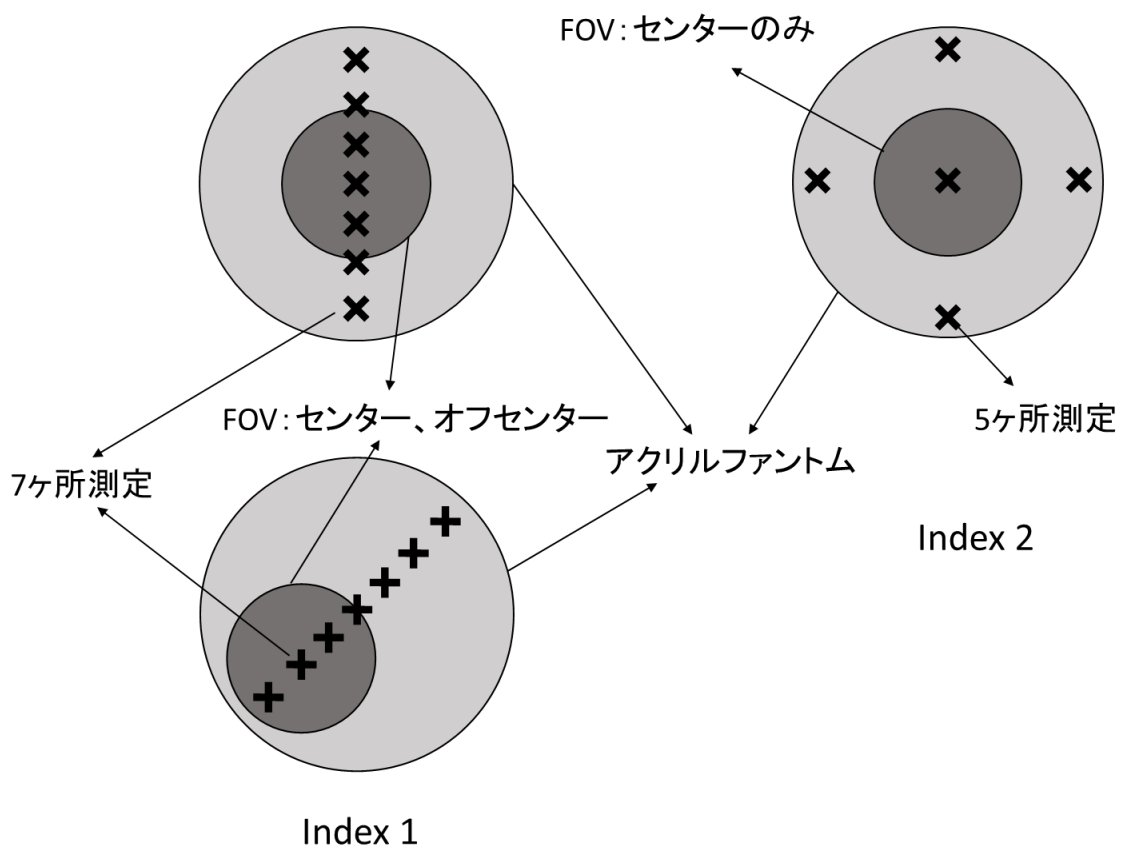 FOV：センターのみ
FOV：センター、オフセンター
5ヶ所測定
アクリルファントム
7ヶ所測定
Index 2
Index 1